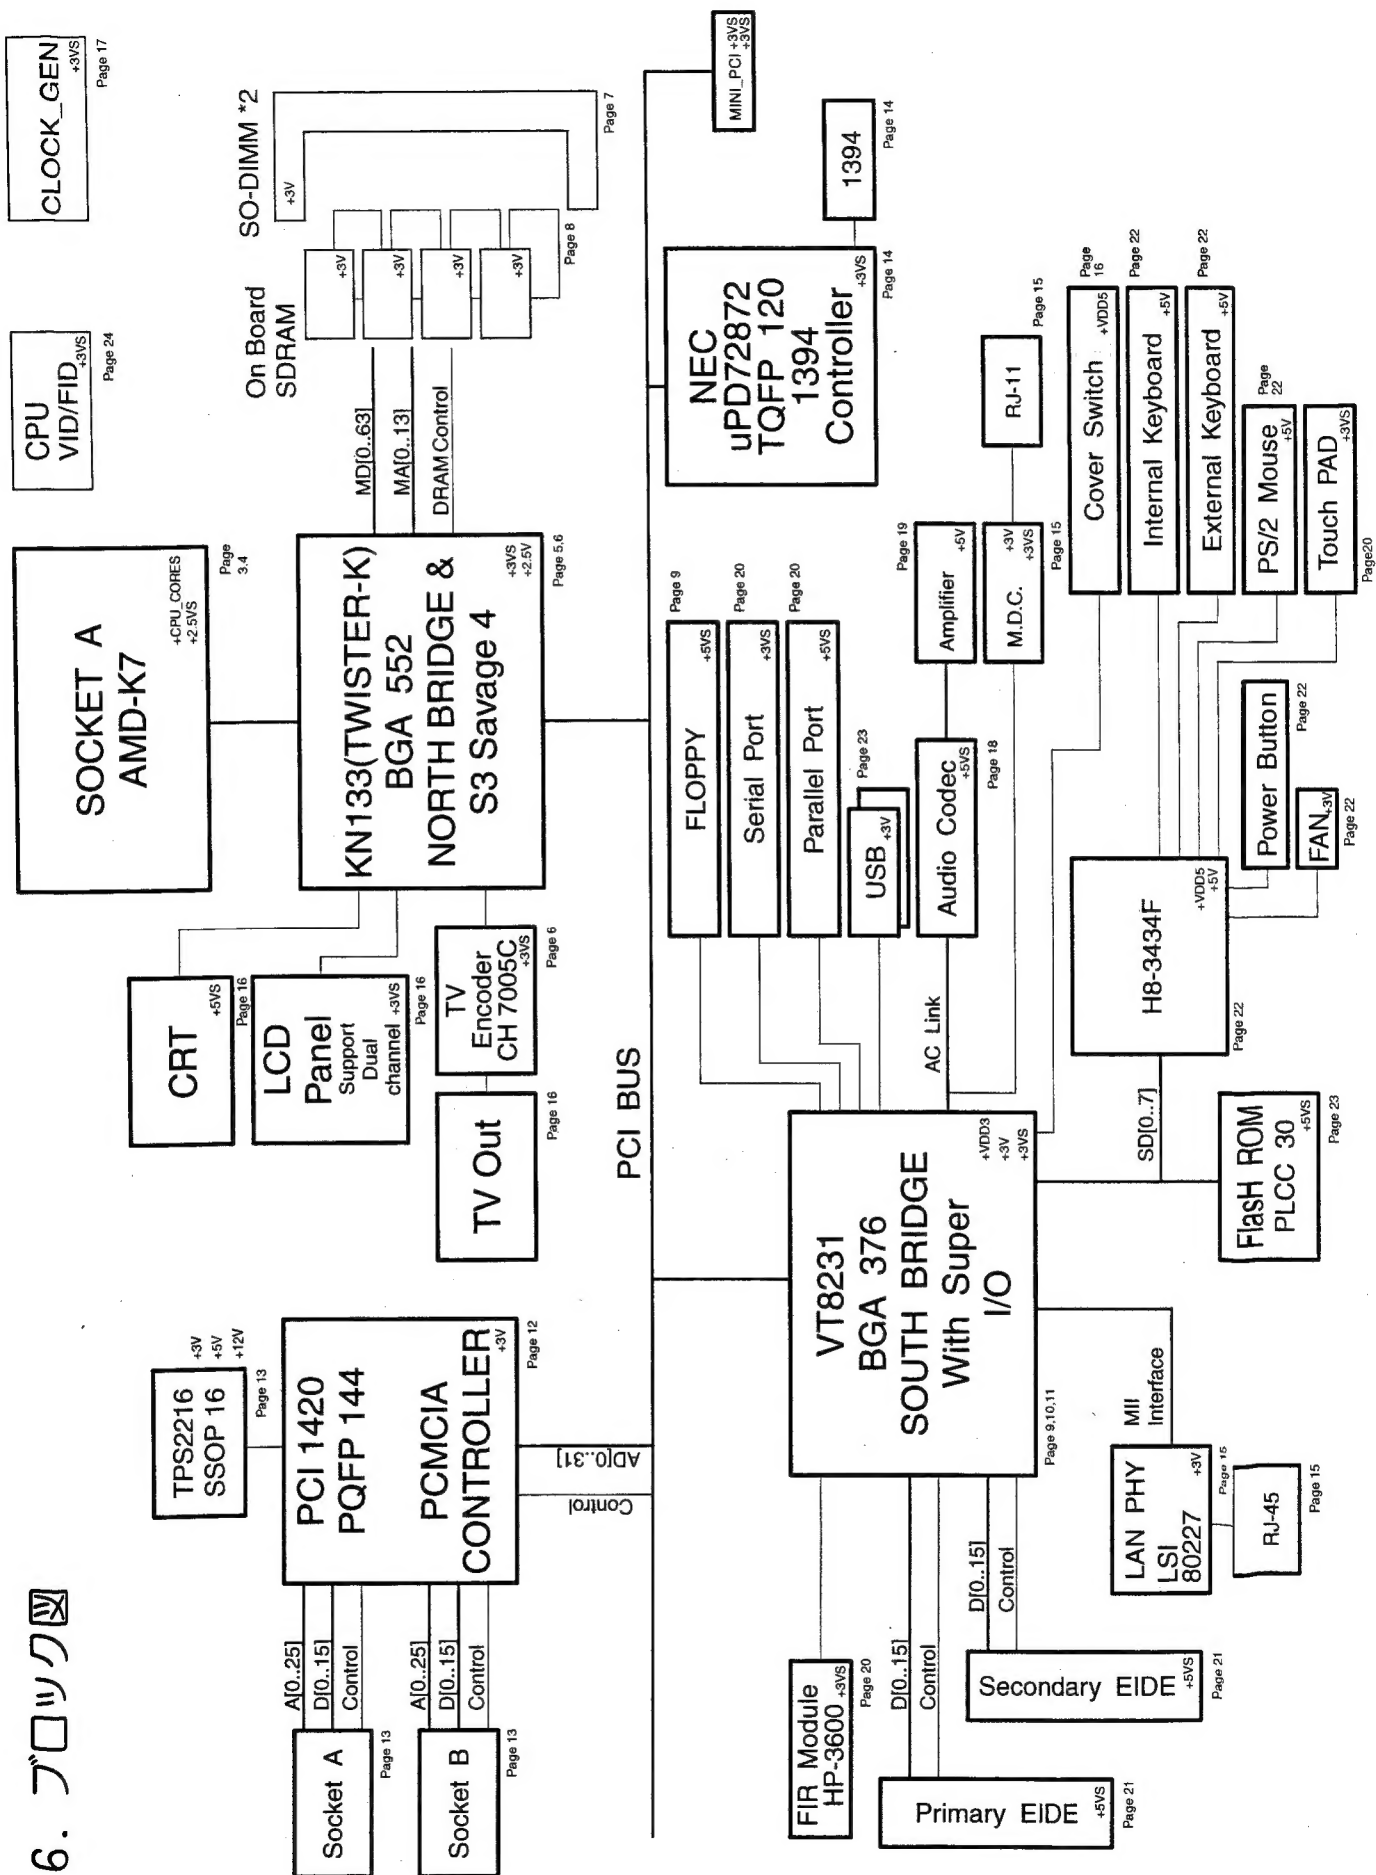 6. ブロック図
CLOCK_GEN
+3VS
Page 17
CPU
VID/FID
+3VS
Page 24
SOCKET A
AMD-K7
+CPU_CORES
+2.5VS
Page
3.4
SO-DIMM *2
+3V
Page 7
On Board
SDRAM
+3V
+3V
+3V
+3V
Page 8
MD[0..63]
MA[0..13]
DRAM Control
KN133(TWISTER-K)
BGA 552
NORTH BRIDGE &
S3 Savage 4
+3VS
+2.5V
Page 5,6
CRT
+5VS
Page 16
LCD
Panel
Support
Dual
channel
+3VS
Page 16
TV
Encoder
CH 7005C
+3VS
Page 6
TV Out
Page 16
TPS2216
SSOP 16
+3V
+5V
+12V
Page 13
PCI 1420
PQFP 144
PCMCIA
CONTROLLER
+3V
Page 12
A[0..25]
D[0..15]
Control
Socket A
Page 13
A[0..25]
D[0..15]
Control
Socket B
Page 13
Control
AD[0..31]
PCI BUS
MINI_PCI
+3VS
+3VS
NEC
uPD72872
TQFP 120
1394
Controller
+3VS
Page 14
1394
Page 14
FLOPPY
+5VS
Page 9
Serial Port
+3VS
Page 20
Parallel Port
+5VS
Page 20
USB
+3V
Page 23
Audio Codec
+5VS
Page 18
Amplifier
+5V
Page 19
M.D.C.
+3V
+3VS
Page 15
RJ-11
Page 15
AC Link
VT8231
BGA 376
SOUTH BRIDGE
With Super
I/O
+VDD3
+3V
+3VS
Page 9,10,11
FIR Module
HP-3600
+3VS
Page 20
D[0..15]
Control
Primary EIDE
+5VS
Page 21
D[0..15]
Control
Secondary EIDE
+5VS
Page 21
MII
Interface
LAN PHY
LSI
80227
+3V
Page 15
RJ-45
Page 15
SD[0..7]
FlasH ROM
PLCC 30
+5VS
Page 23
H8-3434F
+VDD5
+5V
Page 22
Cover Switch
+VDD5
Page
16
Internal Keyboard
+5V
Page 22
External Keyboard
+5V
Page 22
PS/2 Mouse
+5V
Page
22
Touch PAD
+3VS
Page20
Power Button
Page 22
FAN
+3V
Page 22